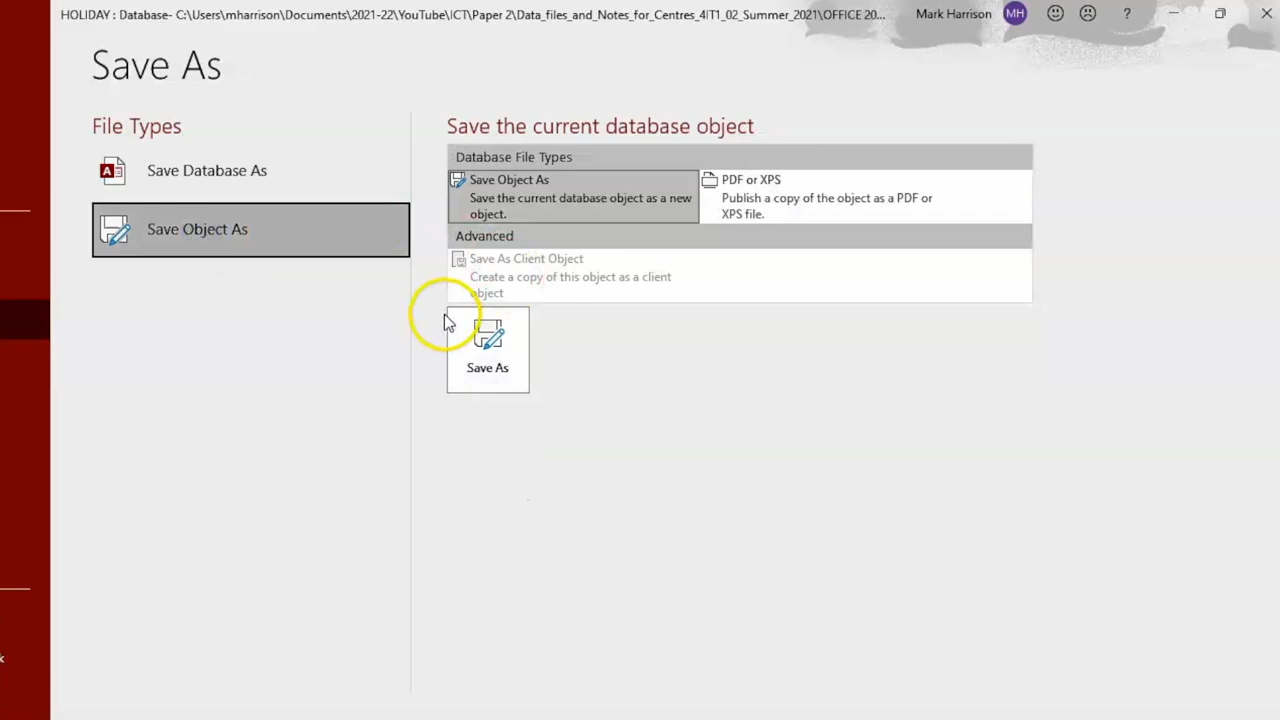 HOLIDAY : Database- C:\Users\mharrison\Documents\2021-22\YouTube\ICT\Paper 2\Data_files_and_Notes_for_Centres_4IT1_02_Summer_2021\OFFICE 20...
Mark Harrison
MH
?
Save As
File Types
Save Database As
Save Object As
Save the current database object
Database File Types
Save Object As
Save the current database object as a new
object.
PDF or XPS
Publish a copy of the object as a PDF or
XPS file.
Advanced
Save As Client Object
Create a copy of this object as a client
object
Save As
k